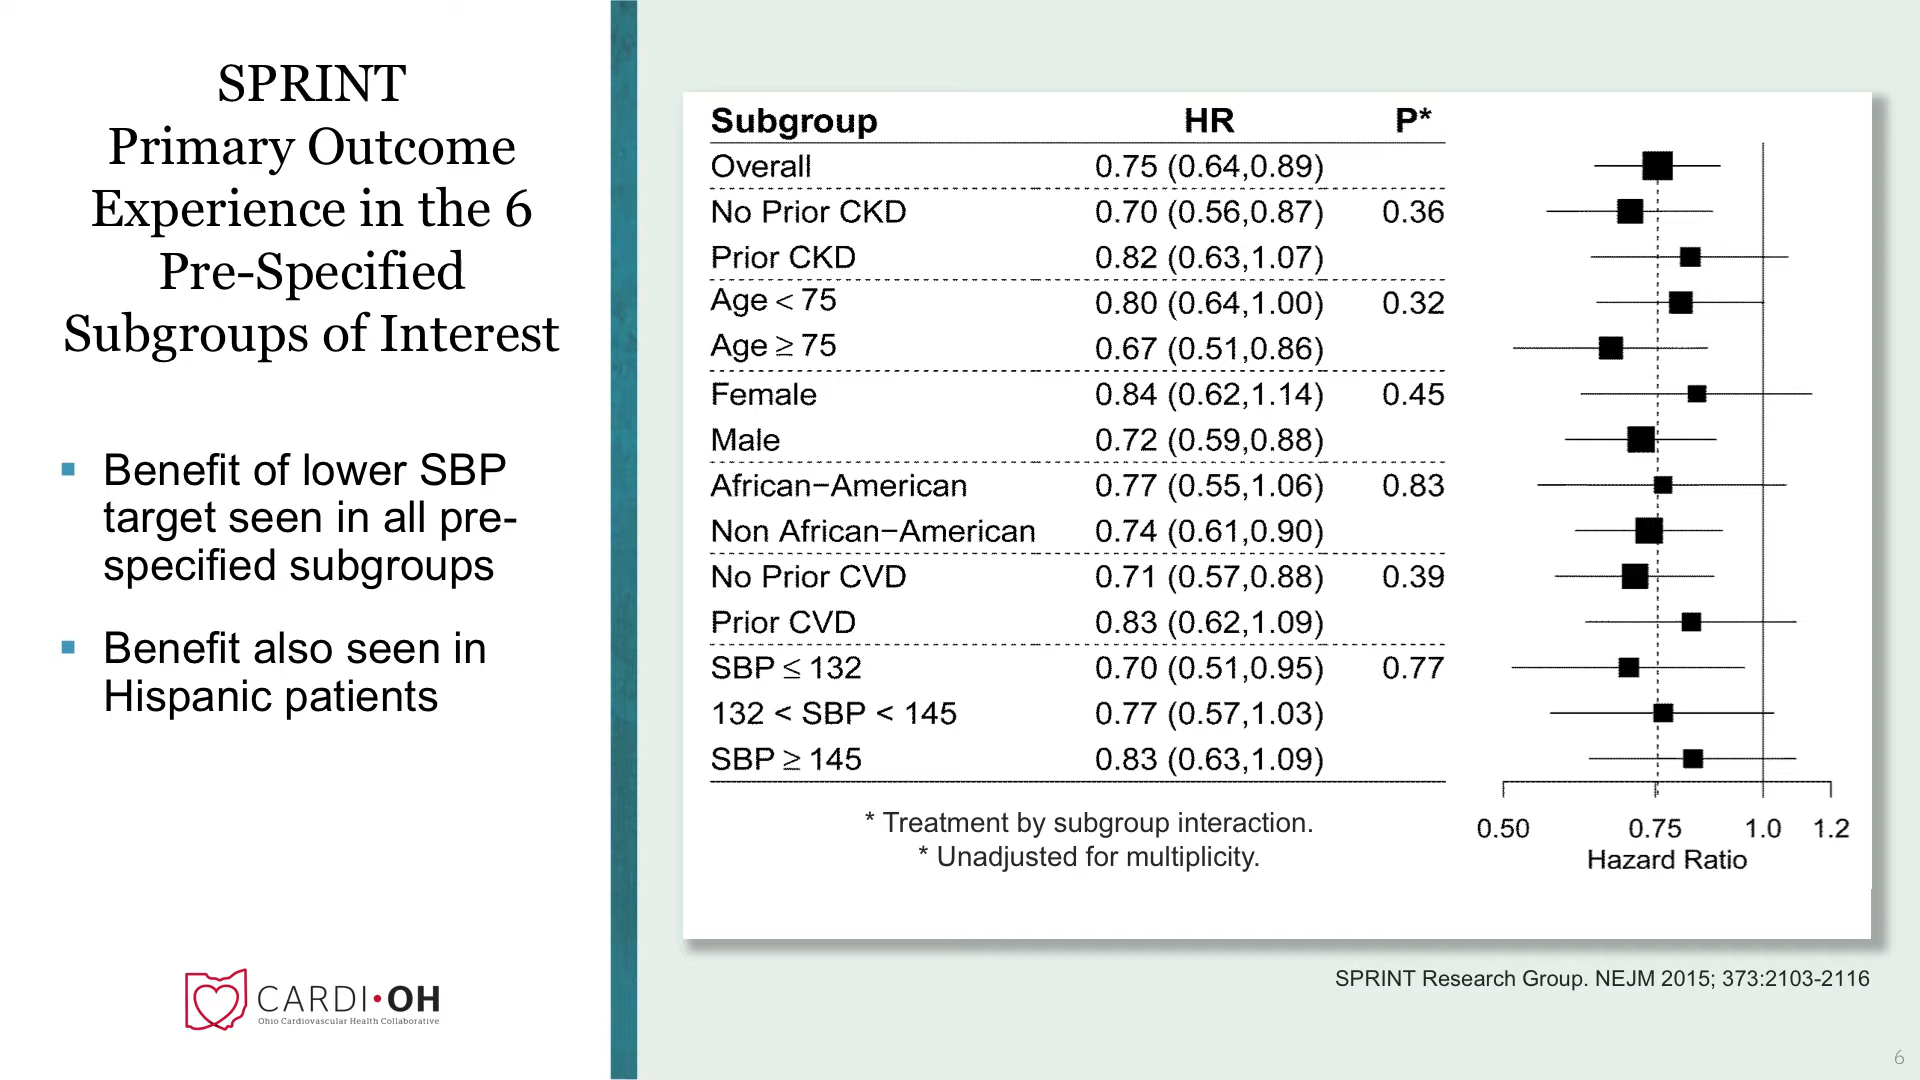 SPRINT
Primary Outcome
Experience in the 6
Pre-Specified
Subgroups of Interest
▪ Benefit of lower SBP
target seen in all pre-
specified subgroups
▪ Benefit also seen in
Hispanic patients
CARDI•OH
Ohio Cardiovascular Health Collaborative
Subgroup HR P*
Overall 0.75 (0.64,0.89)
No Prior CKD 0.70 (0.56,0.87) 0.36
Prior CKD 0.82 (0.63,1.07)
Age < 75 0.80 (0.64,1.00) 0.32
Age ≥ 75 0.67 (0.51,0.86)
Female 0.84 (0.62,1.14) 0.45
Male 0.72 (0.59,0.88)
African−American 0.77 (0.55,1.06) 0.83
Non African−American 0.74 (0.61,0.90)
No Prior CVD 0.71 (0.57,0.88) 0.39
Prior CVD 0.83 (0.62,1.09)
SBP ≤ 132 0.70 (0.51,0.95) 0.77
132 < SBP < 145 0.77 (0.57,1.03)
SBP ≥ 145 0.83 (0.63,1.09)
* Treatment by subgroup interaction.
* Unadjusted for multiplicity.
0.50 0.75 1.0 1.2
Hazard Ratio
SPRINT Research Group. NEJM 2015; 373:2103-2116
6